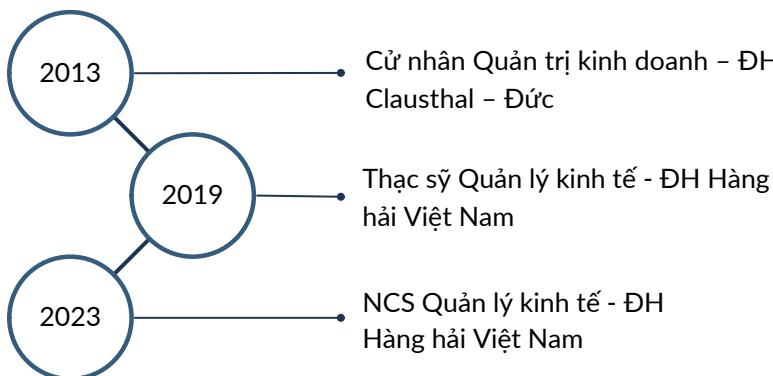 2013
Cử nhân Quản trị kinh doanh – ĐH
Clausthal – Đức
2019
Thạc sỹ Quản lý kinh tế - ĐH Hàng
hải Việt Nam
2023
NCS Quản lý kinh tế - ĐH
Hàng hải Việt Nam